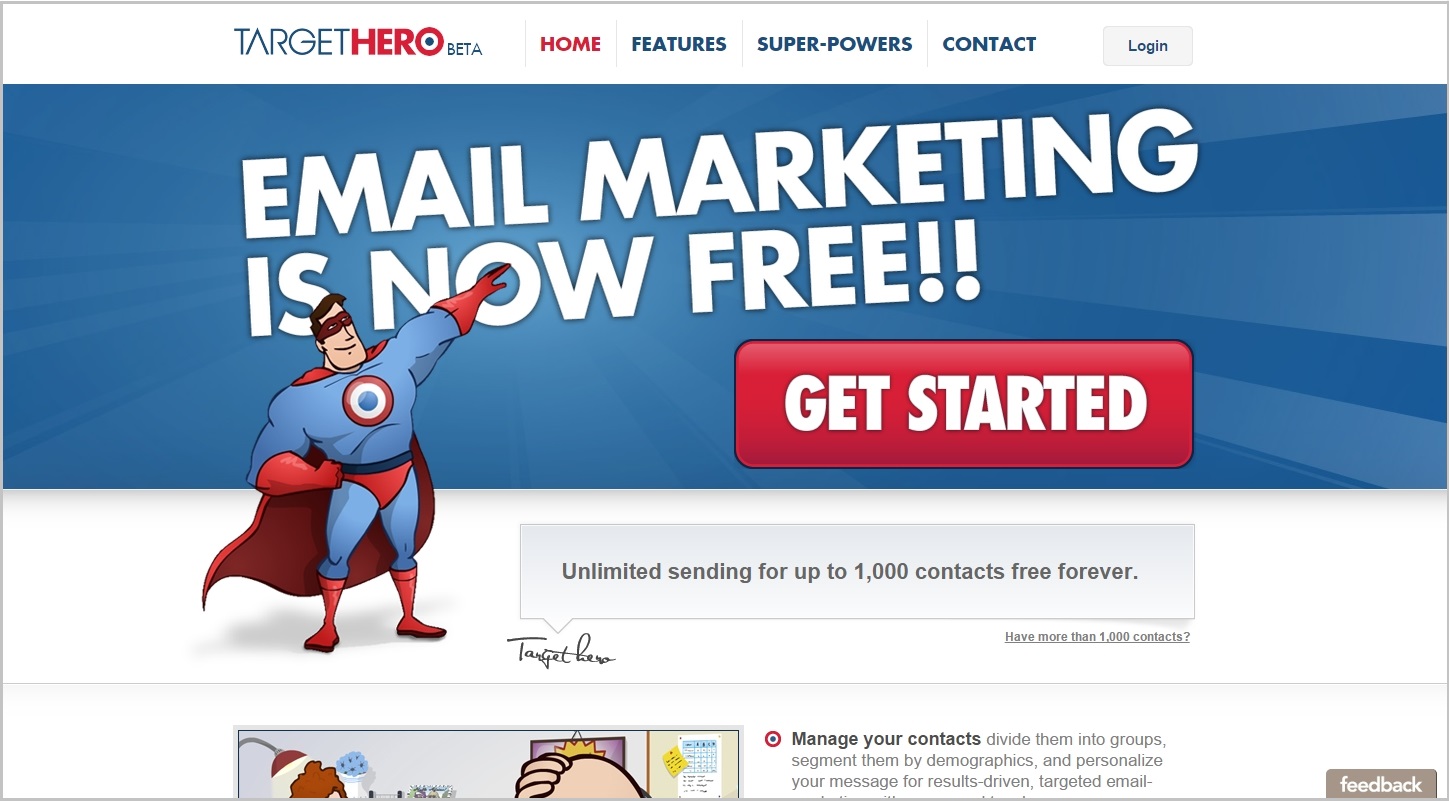 TARGETHERO BETA
HOME
FEATURES
SUPER-POWERS
CONTACT
Login
EMAIL MARKETING
IS NOW FREE!!
GET STARTED
Unlimited sending for up to 1,000 contacts free forever.
Target hero
Have more than 1,000 contacts?
Manage your contacts divide them into groups,
segment them by demographics, and personalize
your message for results-driven, targeted email-
feedback